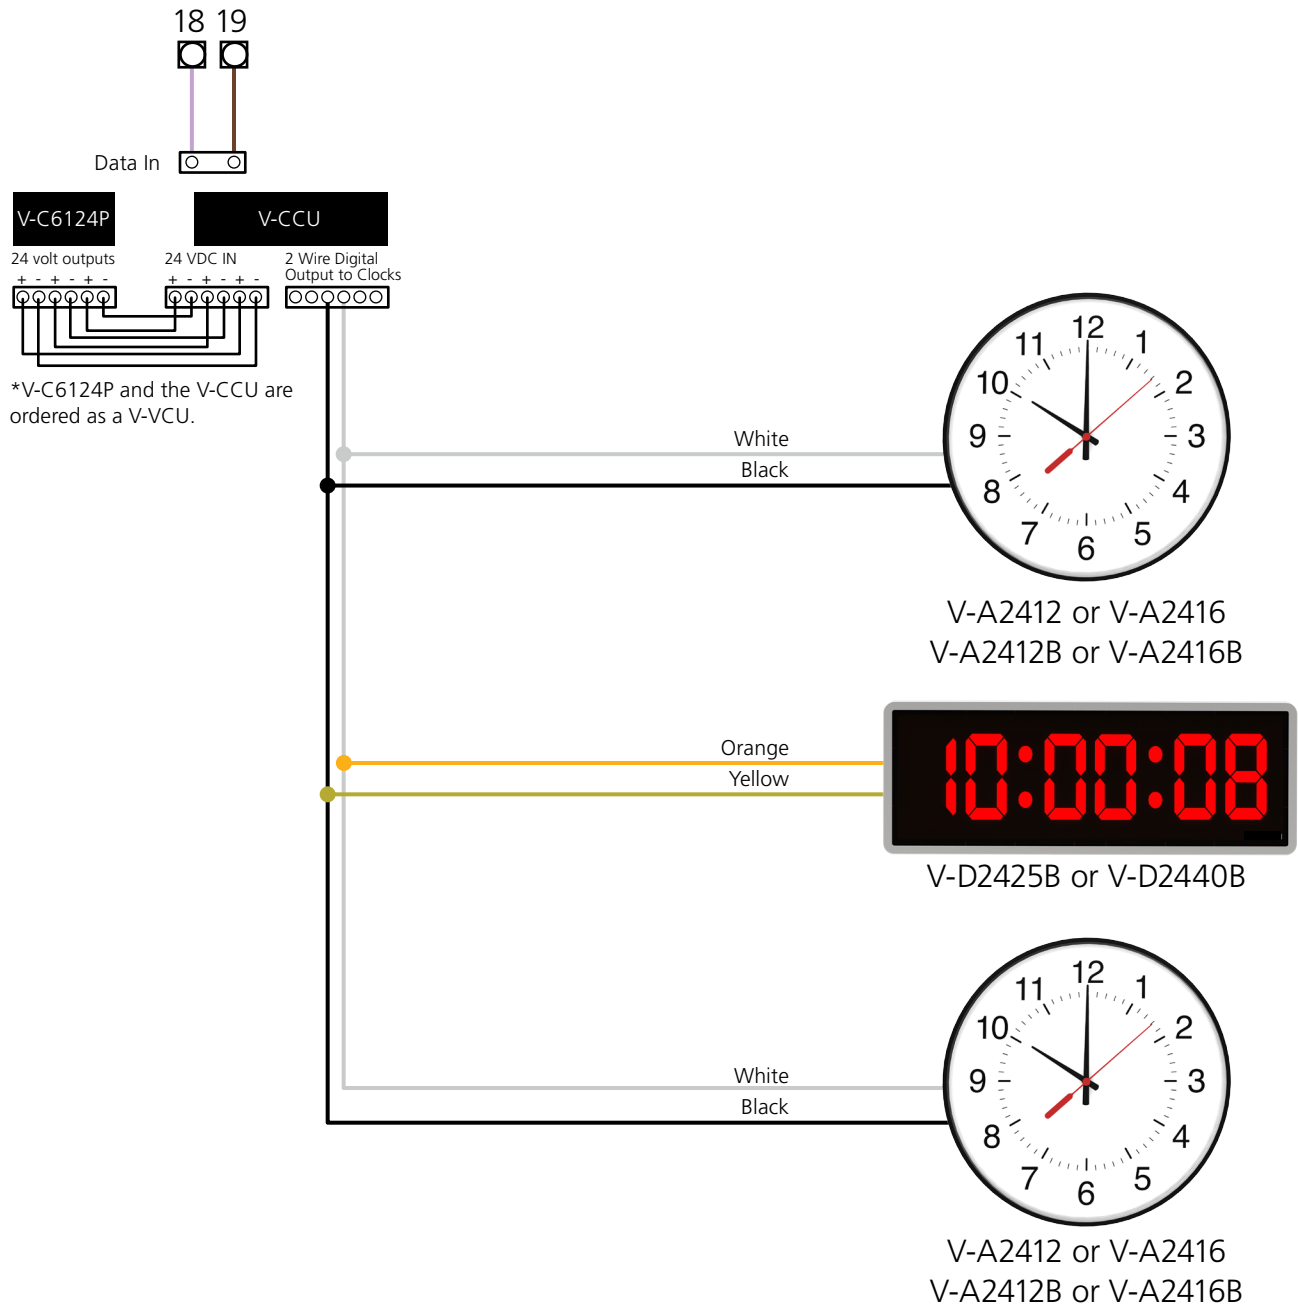 18 19
Data In
V-C6124P
V-CCU
24 volt outputs
+ - + - + -
24 VDC IN
+ - + - + -
2 Wire Digital
Output to Clocks
*V-C6124P and the V-CCU are
ordered as a V-VCU.
White
Black
12
1
2
3
4
5
6
7
8
9
10
11
V-A2412 or V-A2416
V-A2412B or V-A2416B
Orange
Yellow
10:00:08
V-D2425B or V-D2440B
White
Black
12
1
2
3
4
5
6
7
8
9
10
11
V-A2412 or V-A2416
V-A2412B or V-A2416B